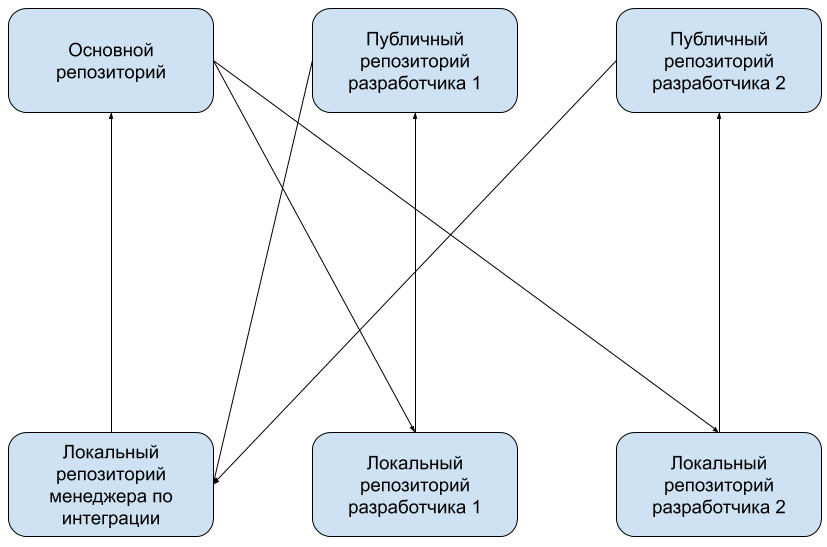 Основной
репозиторий
Публичный
репозиторий
разработчика 1
Публичный
репозиторий
разработчика 2
Локальный
репозиторий
менеджера по
интеграции
Локальный
репозиторий
разработчика 1
Локальный
репозиторий
разработчика 2